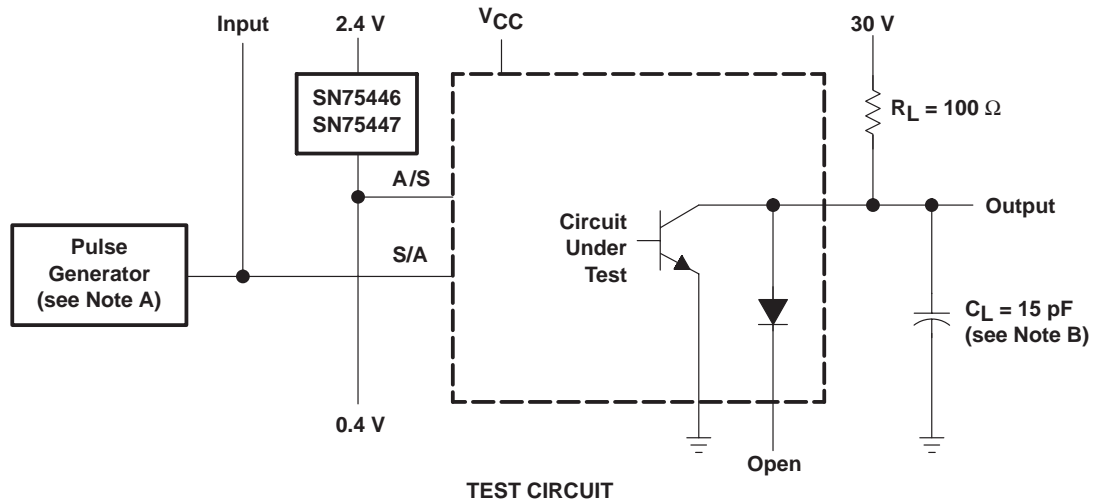 Input
2.4 V
VCC
30 V
SN75446
SN75447
RL = 100 Ω
A/S
Circuit
Under
Test
Output
Pulse
Generator
(see Note A)
S/A
CL = 15 pF
(see Note B)
0.4 V
Open
TEST CIRCUIT